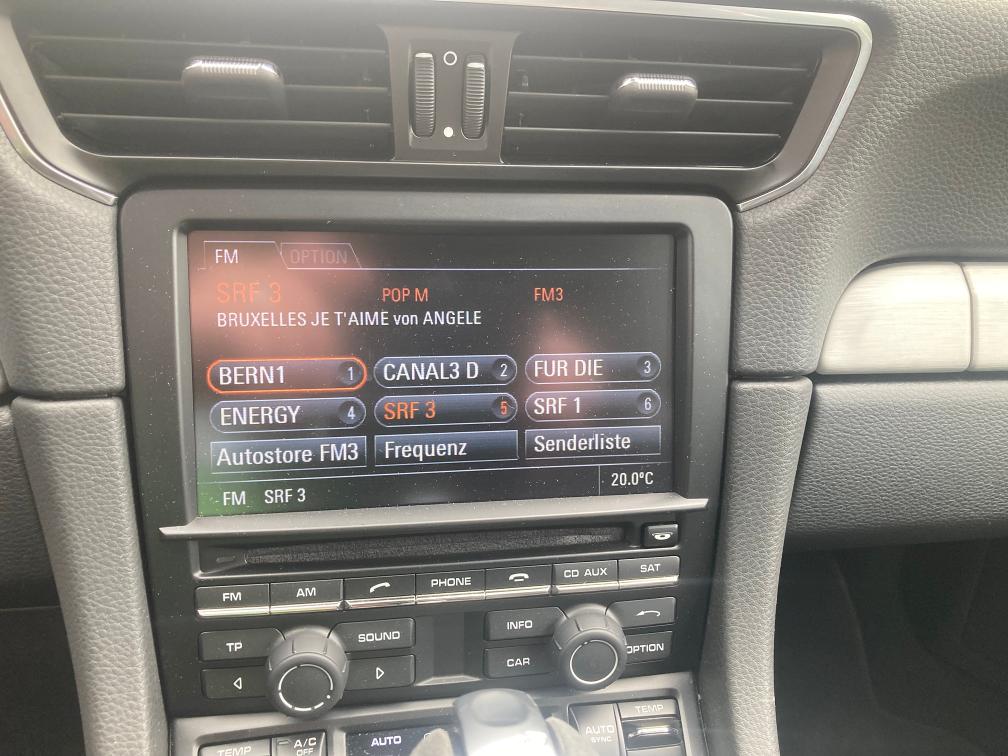 FM OPTION
SRF 3 POP M FM3
BRUXELLES JE T'AIME von ANGELE
BERN1 1 CANAL3 D 2 FUR DIE 3
ENERGY 4 SRF 3 5 SRF 1 6
Autostore FM3 Frequenz Senderliste
FM SRF 3 20.0°C
FM AM PHONE CD AUX SAT
TP SOUND INFO
CAR OPTION
TEMP A/C OFF AUTO AUTO SYNC TEMP